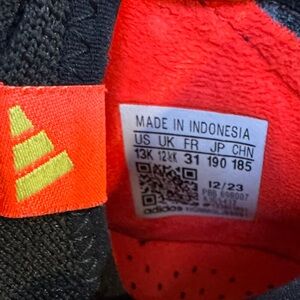 MADE IN INDONESIA
US UK FR JP CHN
13K 12½K 31 190 185
12/23
adidas